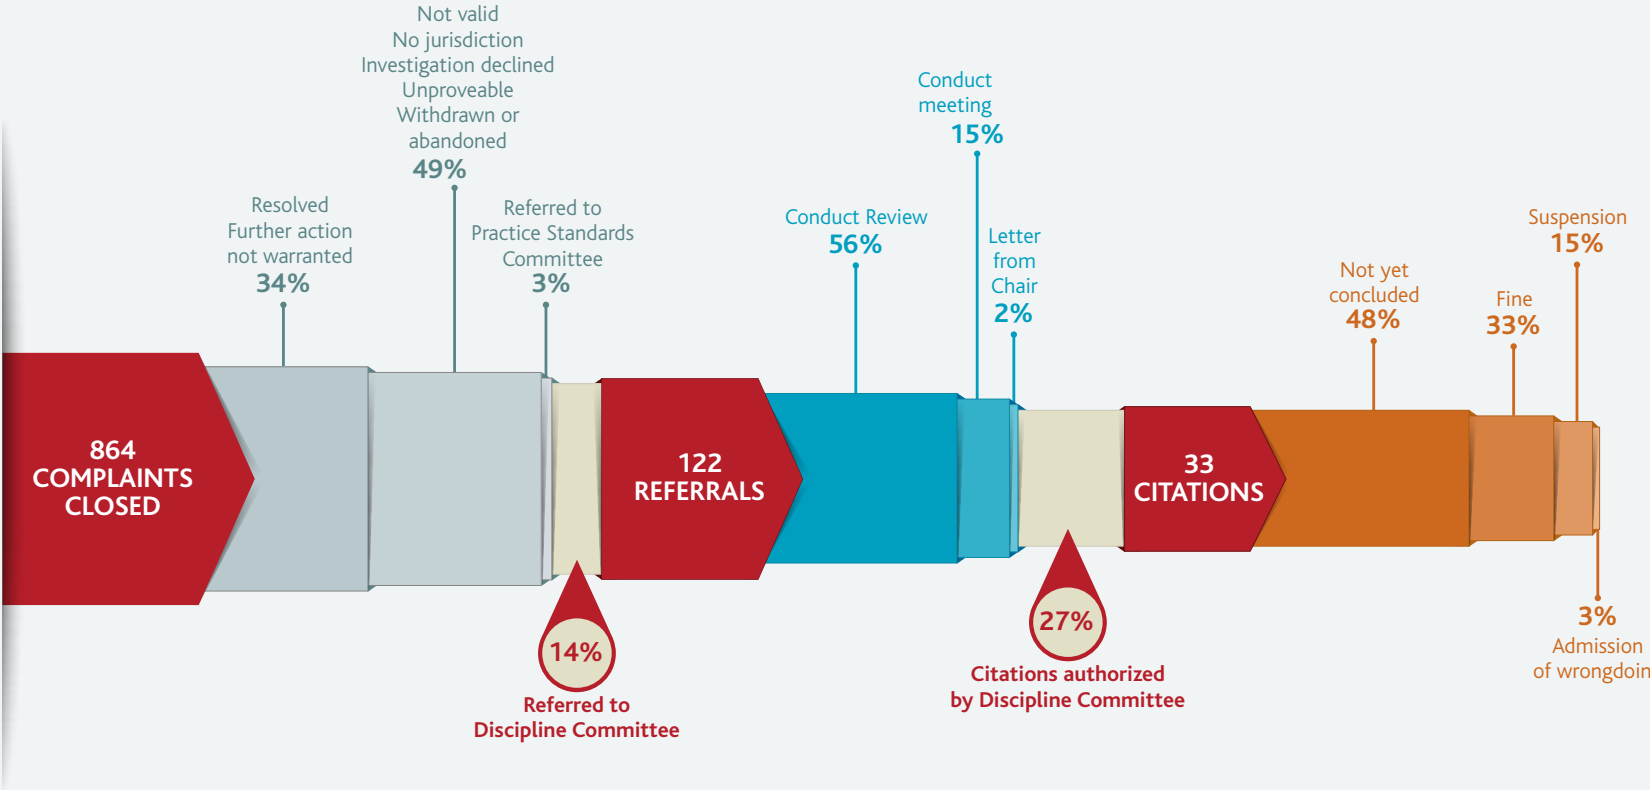 Not valid
No jurisdiction
Investigation declined
Unproveable
Withdrawn or
abandoned
49%
Resolved
Further action
not warranted
34%
Referred to
Practice Standards
Committee
3%
Conduct Review
56%
Conduct
meeting
15%
Letter
from
Chair
2%
Not yet
concluded
48%
Fine
33%
Suspension
15%
864
COMPLAINTS
CLOSED
122
REFERRALS
33
CITATIONS
14%
Referred to
Discipline Committee
27%
Citations authorized
by Discipline Committee
3%
Admission
of wrongdoin